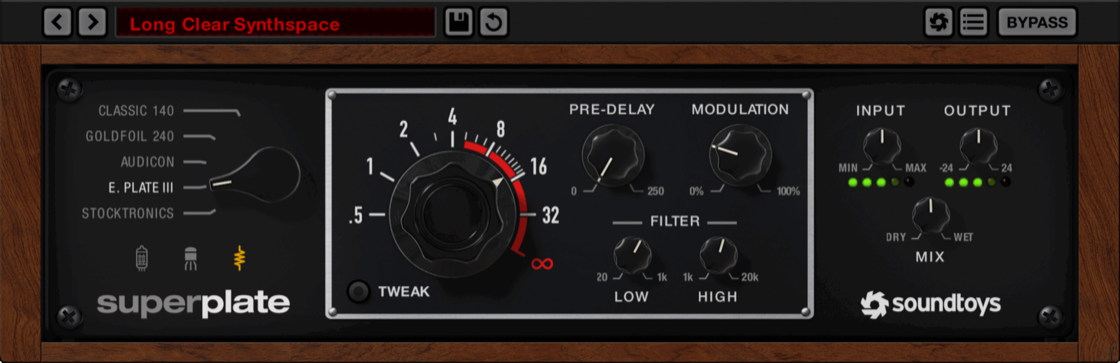 Long Clear Synthspace
BYPASS
CLASSIC 140
GOLDFOIL 240
AUDICON
E. PLATE III
STOCKTRONICS
superplate
.5
1
2
4
8
16
32
∞
TWEAK
PRE-DELAY
0 250
MODULATION
0% 100%
FILTER
20 1k
LOW
1k 20k
HIGH
INPUT
MIN MAX
OUTPUT
-24 24
DRY WET
MIX
soundtoys